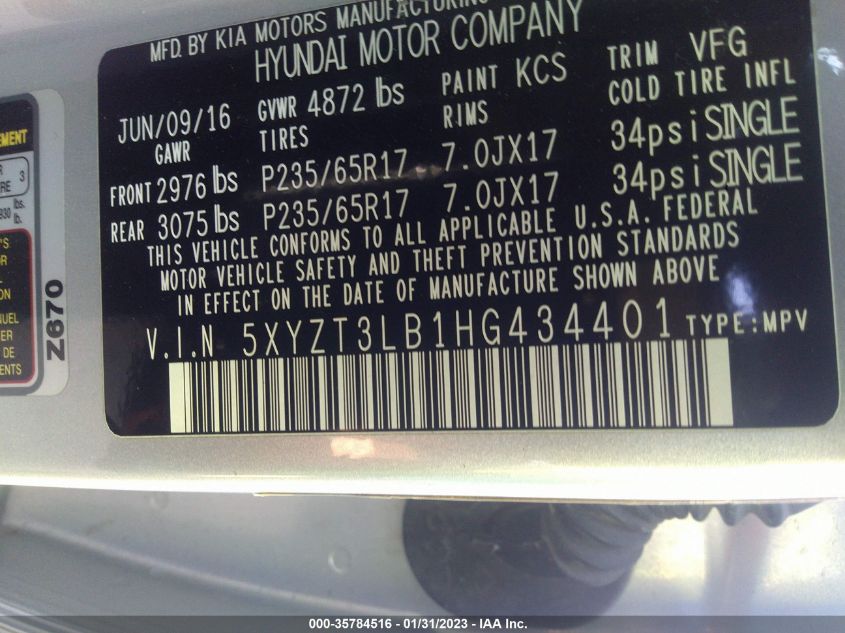 MFD. BY KIA MOTORS MANUFACTURING
HYUNDAI MOTOR COMPANY
JUN/09/16 GVWR 4872 lbs PAINT KCS TRIM VFG
GAWR TIRES RIMS COLD TIRE INFL
FRONT 2976 lbs P235/65R17 7.0JX17 34psi SINGLE
REAR 3075 lbs P235/65R17 7.0JX17 34psi SINGLE
THIS VEHICLE CONFORMS TO ALL APPLICABLE U.S.A. FEDERAL
MOTOR VEHICLE SAFETY AND THEFT PREVENTION STANDARDS
IN EFFECT ON THE DATE OF MANUFACTURE SHOWN ABOVE
V.I.N 5XYZT3LB1HG434401 TYPE:MPV
3
lbs.
lb.
DE
Z670
000-35784516 - 01/31/2023 - IAA Inc.